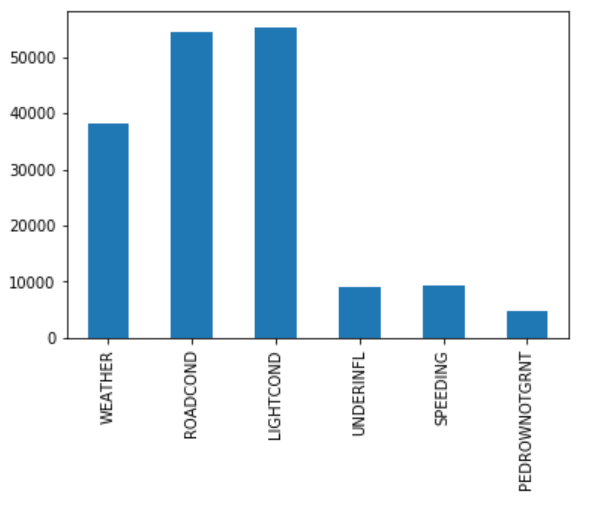 50000
40000
30000
20000
10000
0
WEATHER
ROADCOND
LIGHTCOND
UNDERINFL
SPEEDING
PEDROWNOTGRNT